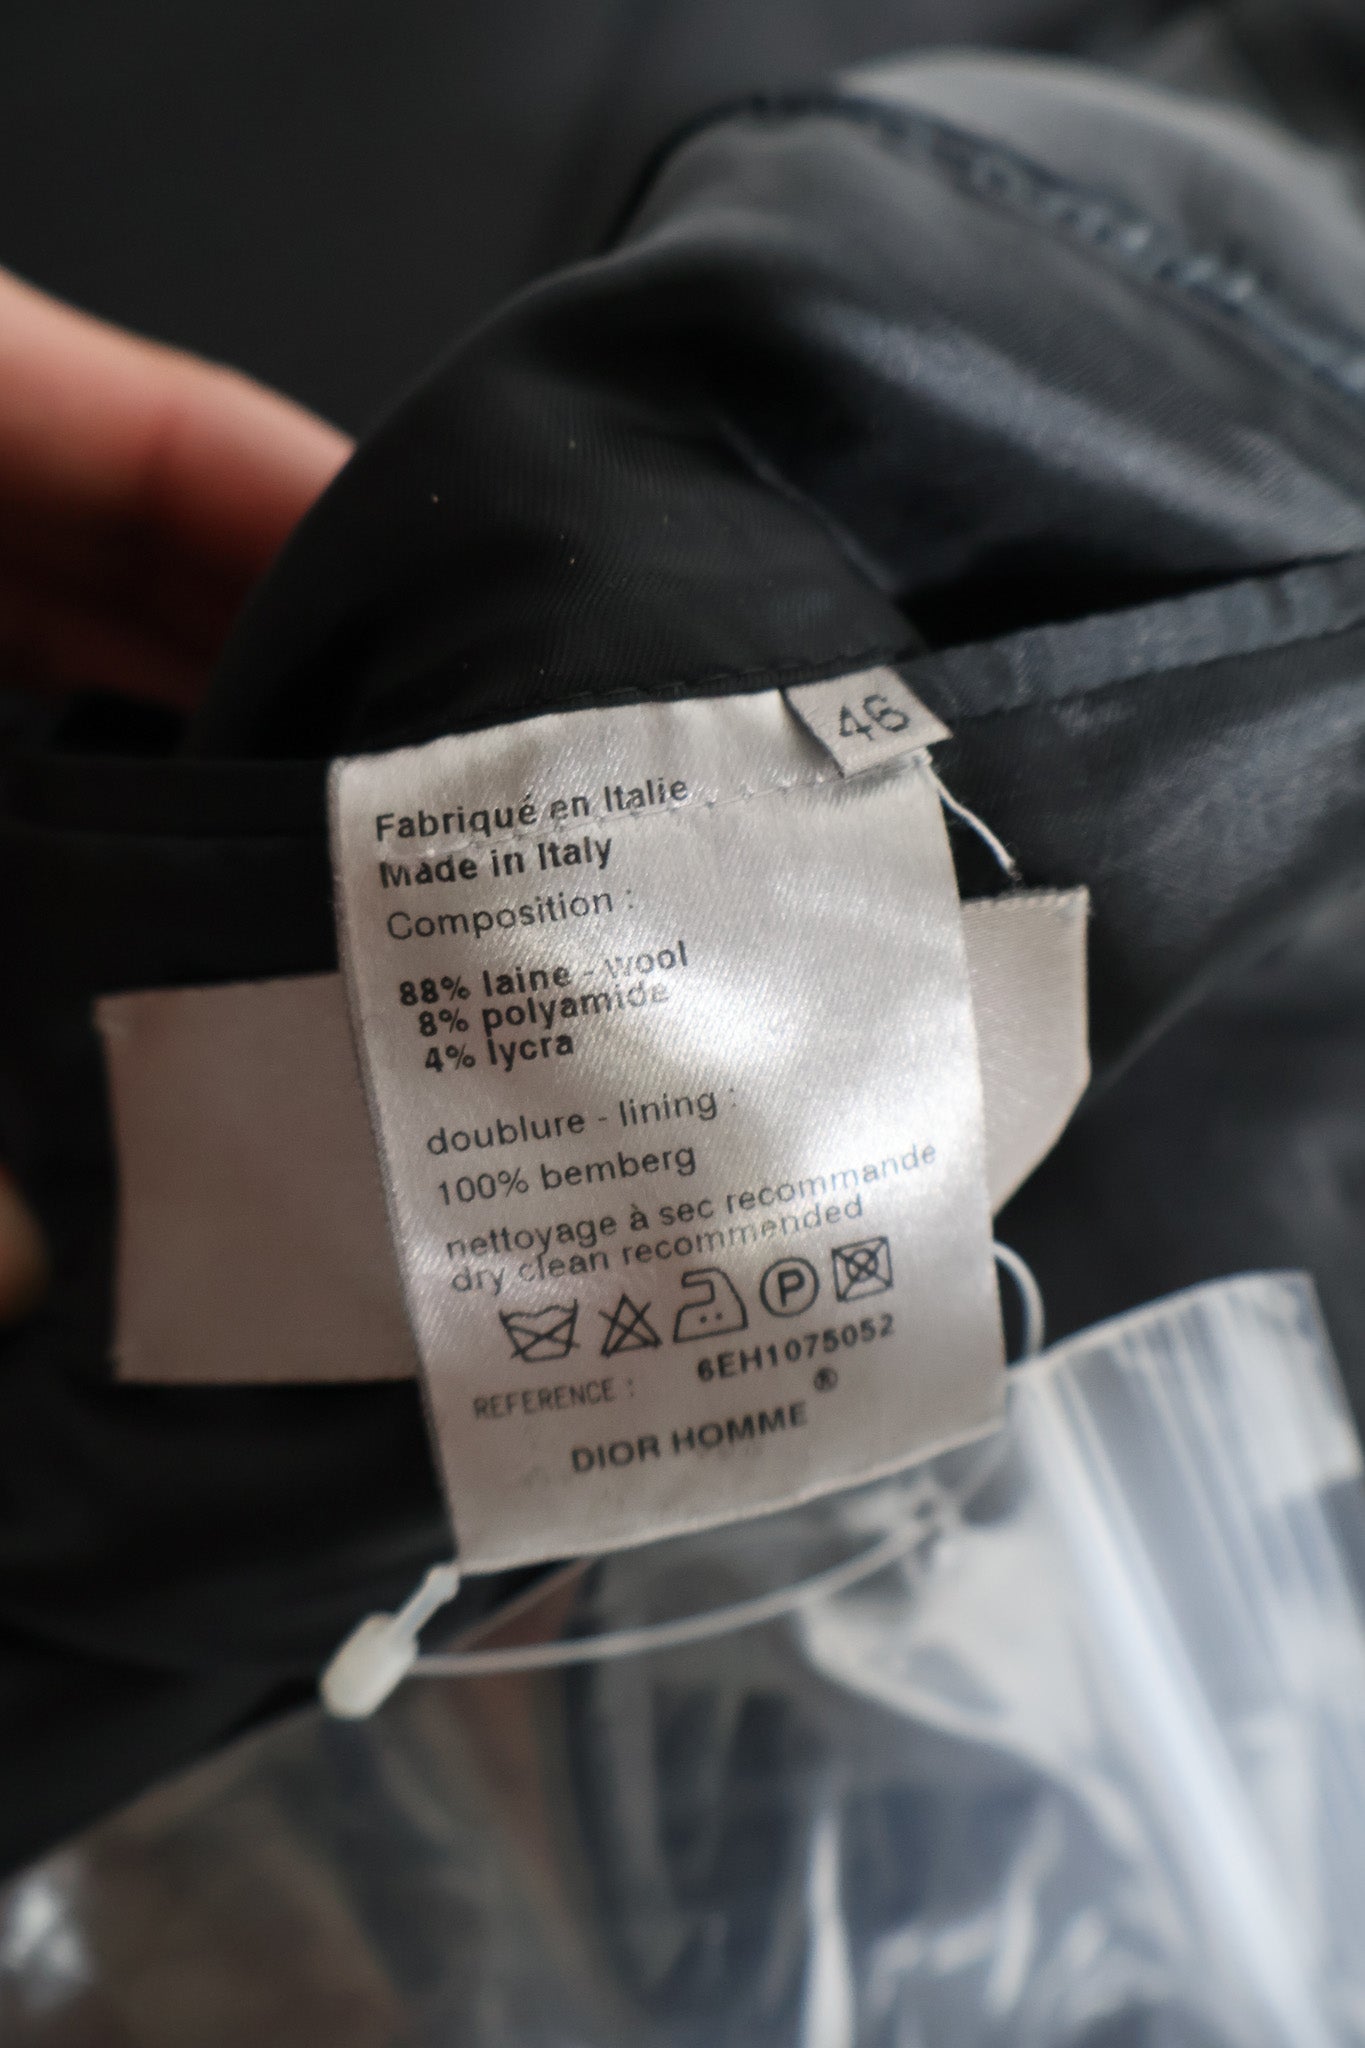 46
Fabriqué en Italie
Made in Italy
Composition :
88% laine - wool
8% polyamide
4% lycra
doublure - lining :
100% bemberg
nettoyage à sec recommande
dry clean recommended
P
6EH1075052
REFERENCE :
®
DIOR HOMME